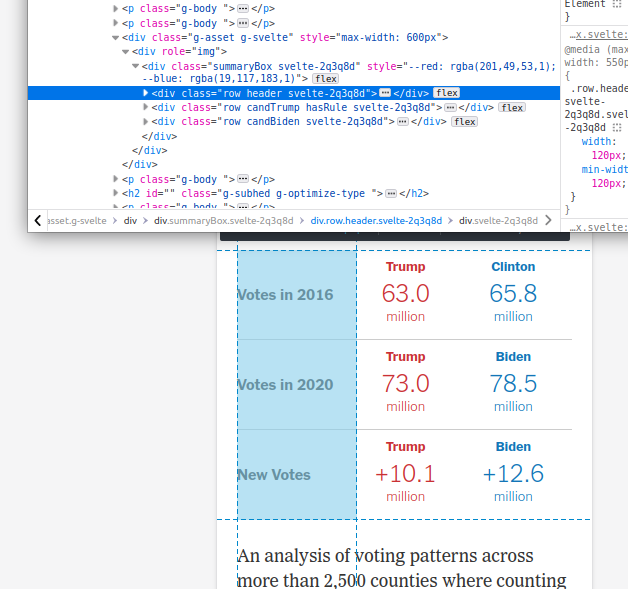 <p class="g-body ">…</p>
<p class="g-body ">…</p>
<div class="g-asset g-svelte" style="max-width: 600px">
<div role="img">
<div class="summaryBox svelte-2q3q8d" style="--red: rgba(201,49,53,1);
--blue: rgba(19,117,183,1)"> flex
<div class="row header svelte-2q3q8d">…</div> flex
<div class="row candTrump hasRule svelte-2q3q8d">…</div> flex
<div class="row candBiden svelte-2q3q8d">…</div> flex
</div>
</div>
</div>
<p class="g-body ">…</p>
<h2 id="" class="g-subhed g-optimize-type ">…</h2>
asset.g-svelte > div > div.summaryBox.svelte-2q3q8d > div.row.header.svelte-2q3q8d > div.svelte-2q3q8d
Element
}
…x.svelte:
@media (max
width: 550p
{
.row.heade
svelte-
2q3q8d.svel
-2q3q8d
{
width:
120px;
min-widt
120px;
}
}
…x.svelte:
Trump Clinton
Votes in 2016 63.0 65.8
million million
Trump Biden
Votes in 2020 73.0 78.5
million million
Trump Biden
New Votes +10.1 +12.6
million million
An analysis of voting patterns across
more than 2,500 counties where counting